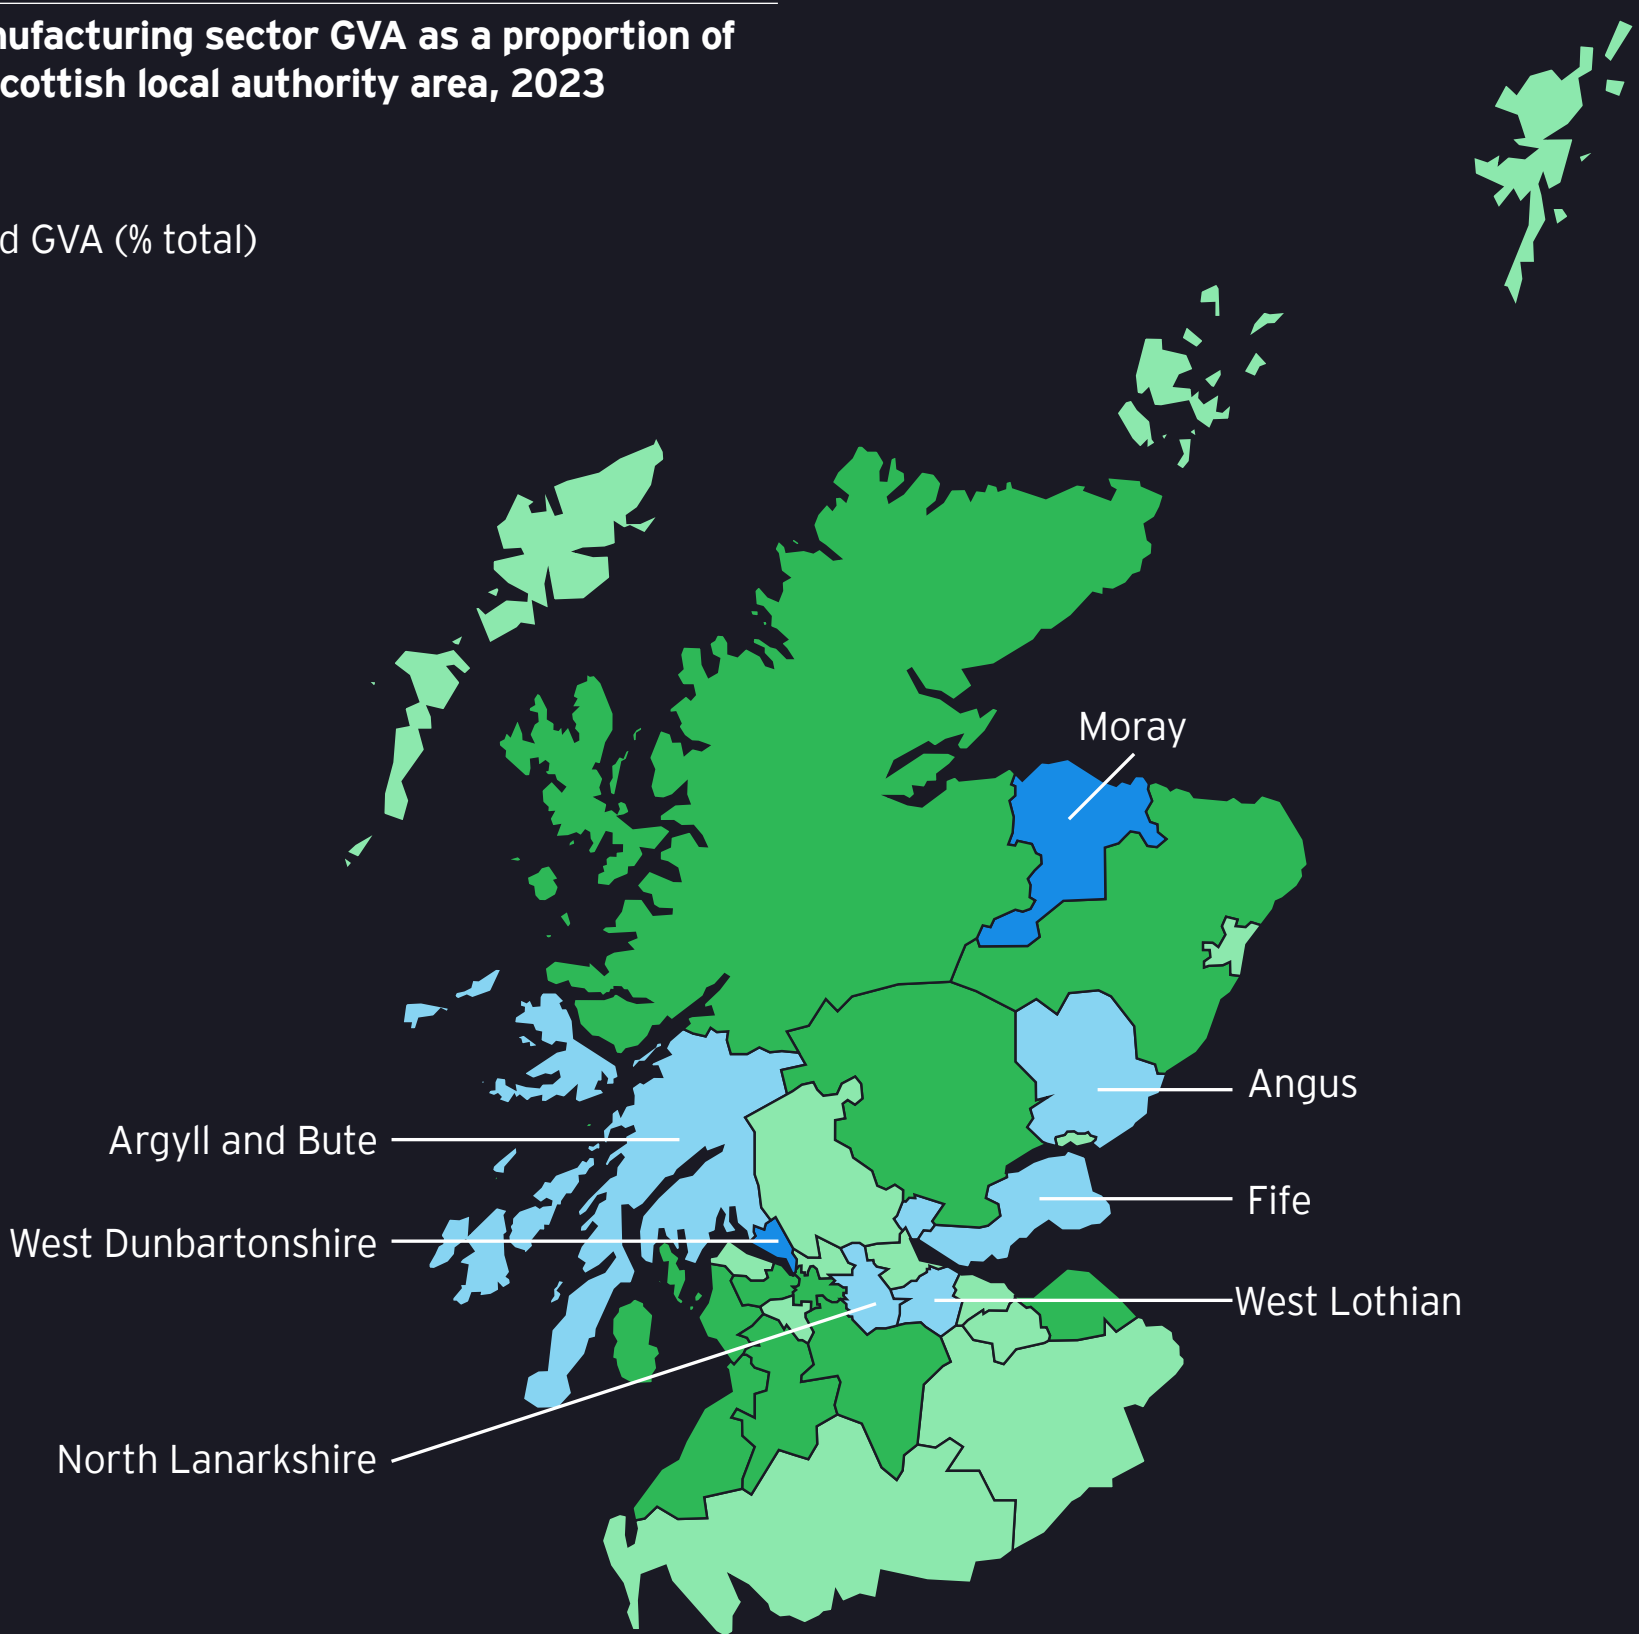 nufacturing sector GVA as a proportion of
cottish local authority area, 2023
d GVA (% total)
Moray
Angus
Argyll and Bute
Fife
West Dunbartonshire
West Lothian
North Lanarkshire